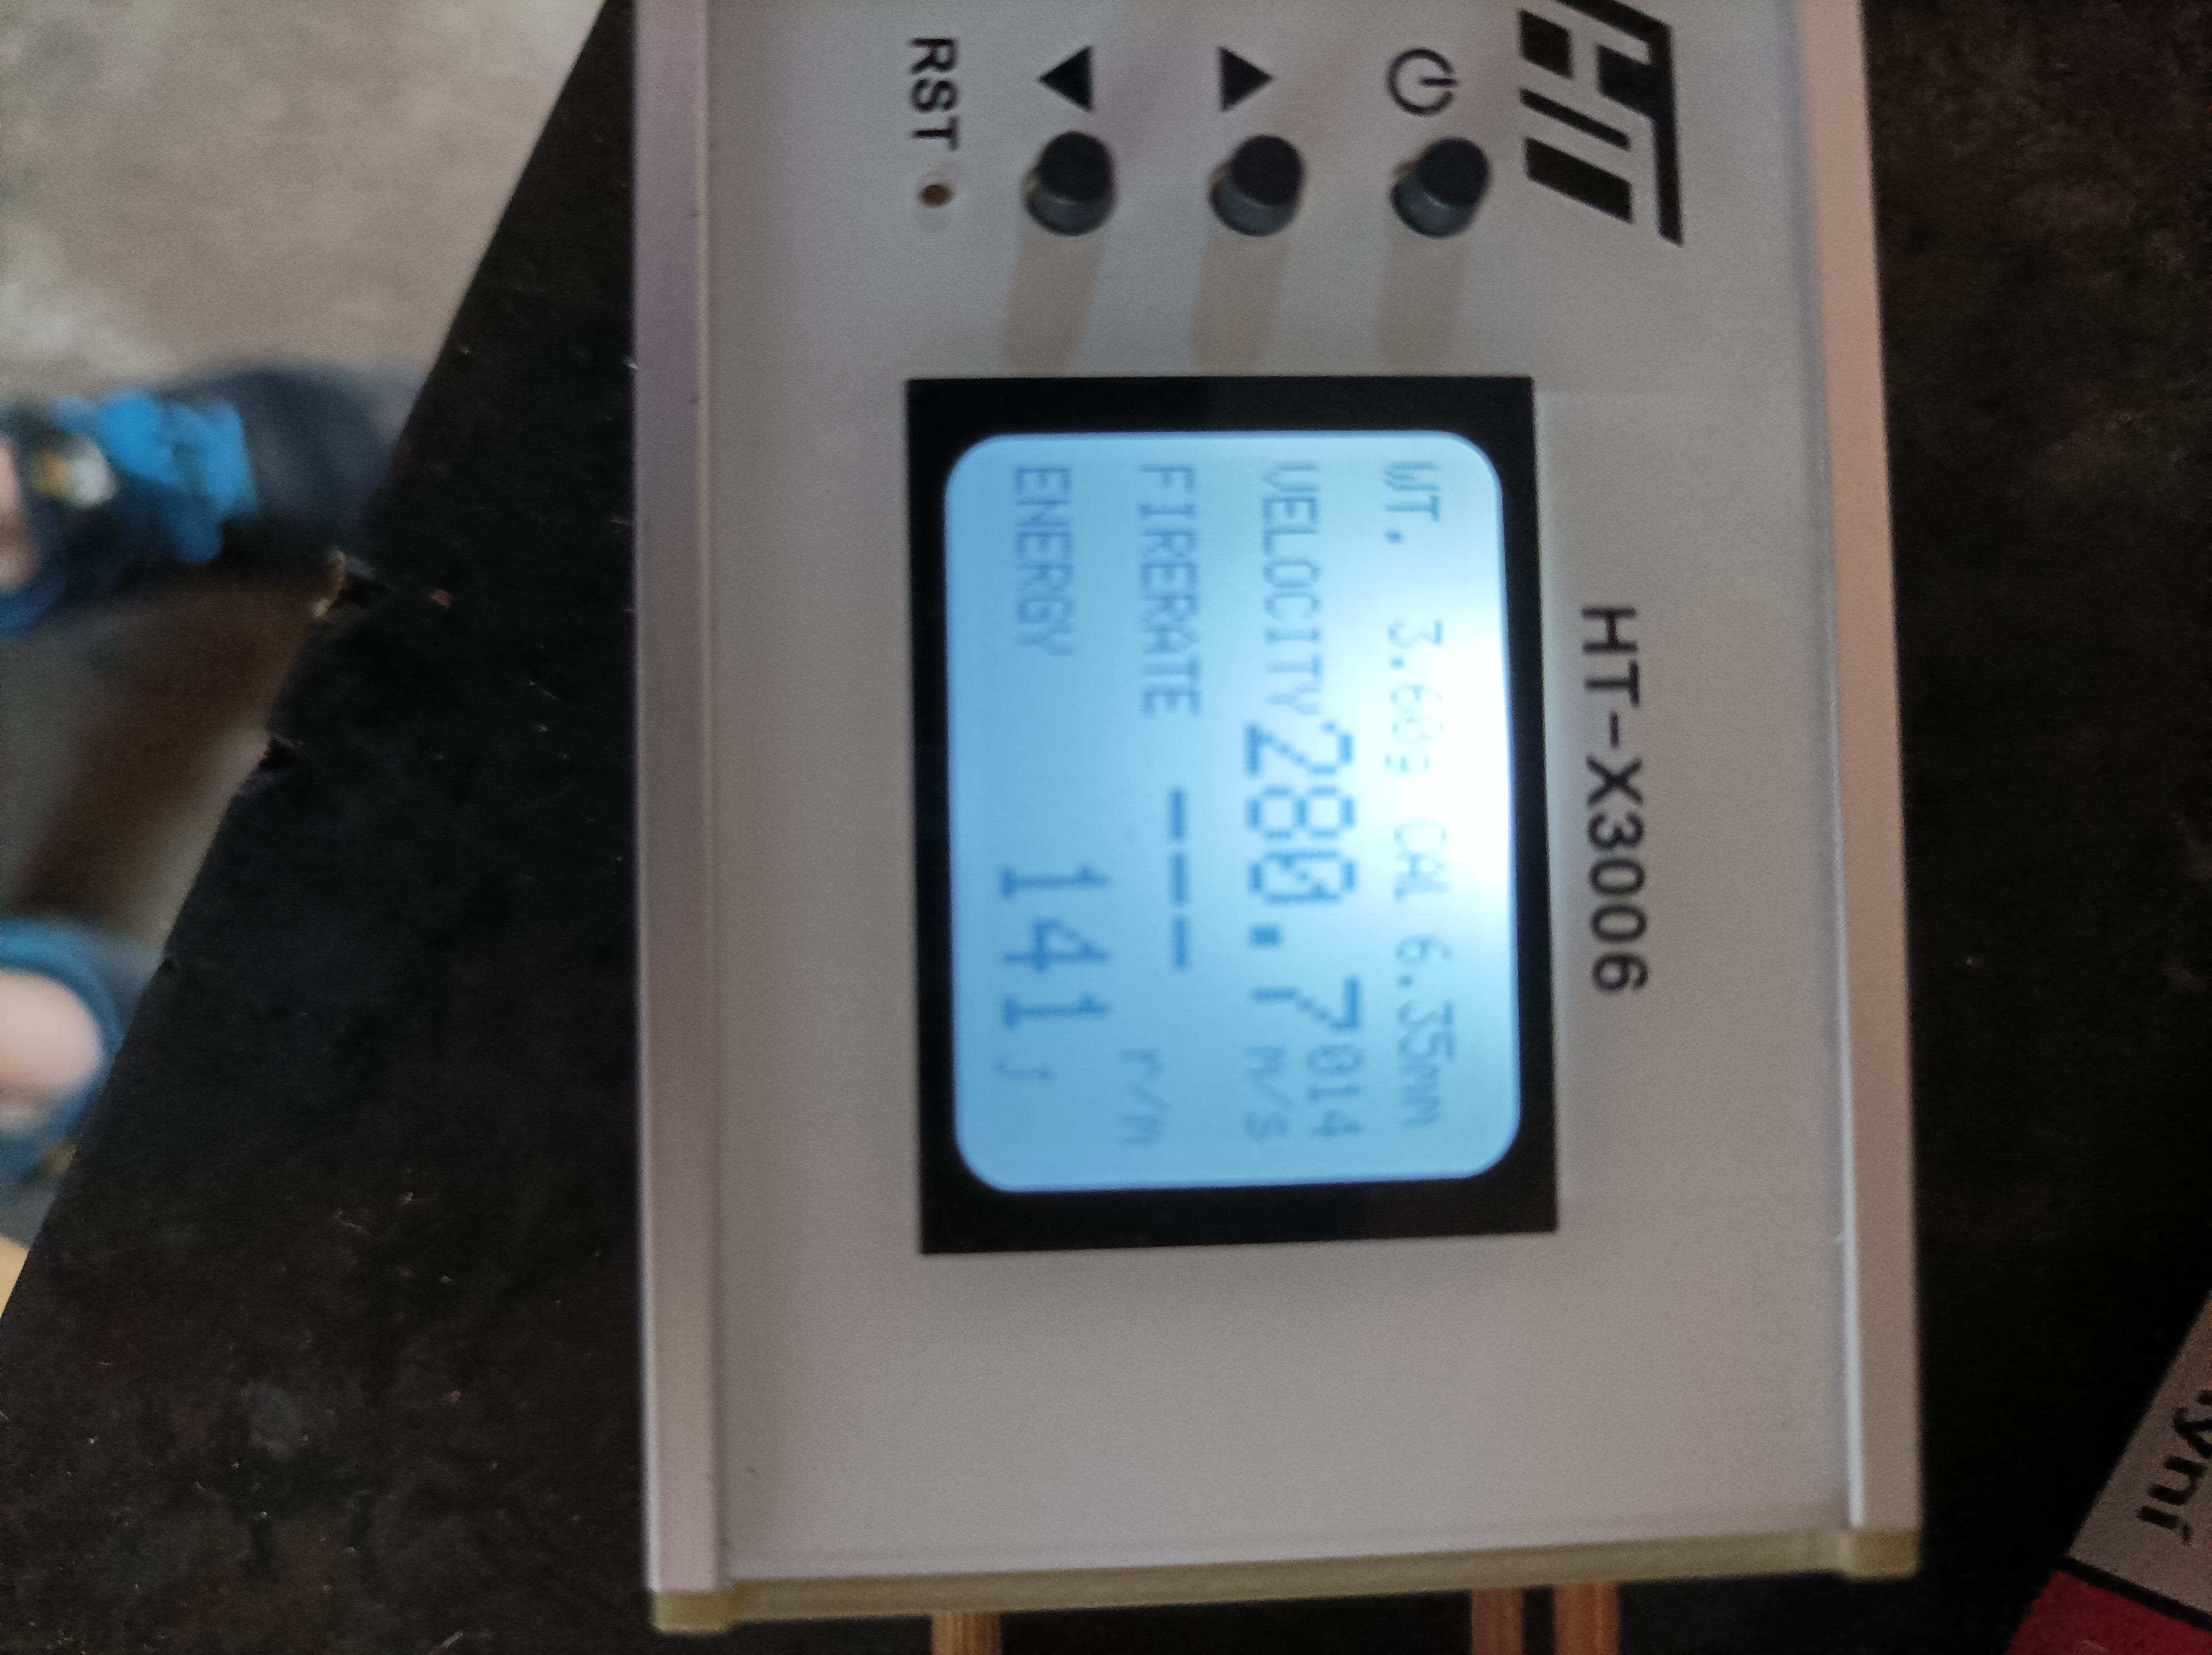 HT
HT-X3006
RST
WT. 3.60g CAL 6.35mm
VELOCITY 280.7 014 M/S
FIRERATE --- r/m
ENERGY 141 J